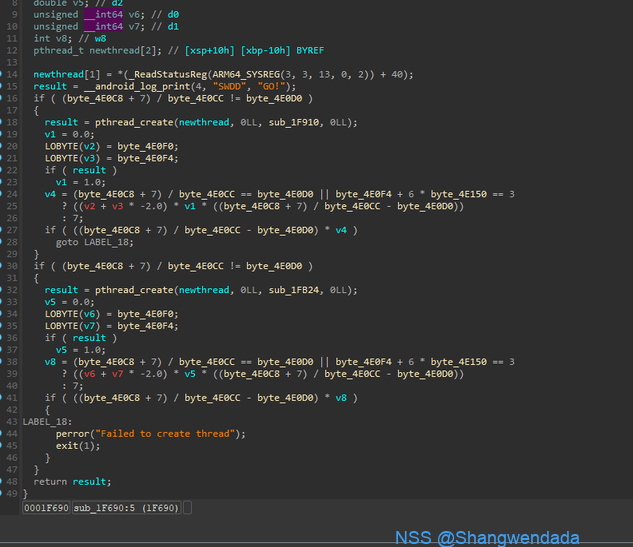 8 double v5; // d2
9 unsigned __int64 v6; // d0
10 unsigned __int64 v7; // d1
11 int v8; // w8
12 pthread_t newthread[2]; // [xsp+10h] [xbp-10h] BYREF
13
14 newthread[1] = *(_ReadStatusReg(ARM64_SYSREG(3, 3, 13, 0, 2)) + 40);
15 result = __android_log_print(4, "SWDD", "GO!");
16 if ( (byte_4E0C8 + 7) / byte_4E0CC != byte_4E0D0 )
17 {
18 result = pthread_create(newthread, 0LL, sub_1F910, 0LL);
19 v1 = 0.0;
20 LOBYTE(v2) = byte_4E0F0;
21 LOBYTE(v3) = byte_4E0F4;
22 if ( result )
23 v1 = 1.0;
24 v4 = (byte_4E0C8 + 7) / byte_4E0CC == byte_4E0D0 || byte_4E0F4 + 6 * byte_4E150 == 3
25 ? ((v2 + v3 * -2.0) * v1 * ((byte_4E0C8 + 7) / byte_4E0CC - byte_4E0D0))
26 : 7;
27 if ( ((byte_4E0C8 + 7) / byte_4E0CC - byte_4E0D0) * v4 )
28 goto LABEL_18;
29 }
30 if ( (byte_4E0C8 + 7) / byte_4E0CC != byte_4E0D0 )
31 {
32 result = pthread_create(newthread, 0LL, sub_1FB24, 0LL);
33 v5 = 0.0;
34 LOBYTE(v6) = byte_4E0F0;
35 LOBYTE(v7) = byte_4E0F4;
36 if ( result )
37 v5 = 1.0;
38 v8 = (byte_4E0C8 + 7) / byte_4E0CC == byte_4E0D0 || byte_4E0F4 + 6 * byte_4E150 == 3
39 ? ((v6 + v7 * -2.0) * v5 * ((byte_4E0C8 + 7) / byte_4E0CC - byte_4E0D0))
40 : 7;
41 if ( ((byte_4E0C8 + 7) / byte_4E0CC - byte_4E0D0) * v8 )
42 {
43 LABEL_18:
44 perror("Failed to create thread");
45 exit(1);
46 }
47 }
48 return result;
49 }
0001F690 sub_1F690:5 (1F690)
NSS @Shangwendada